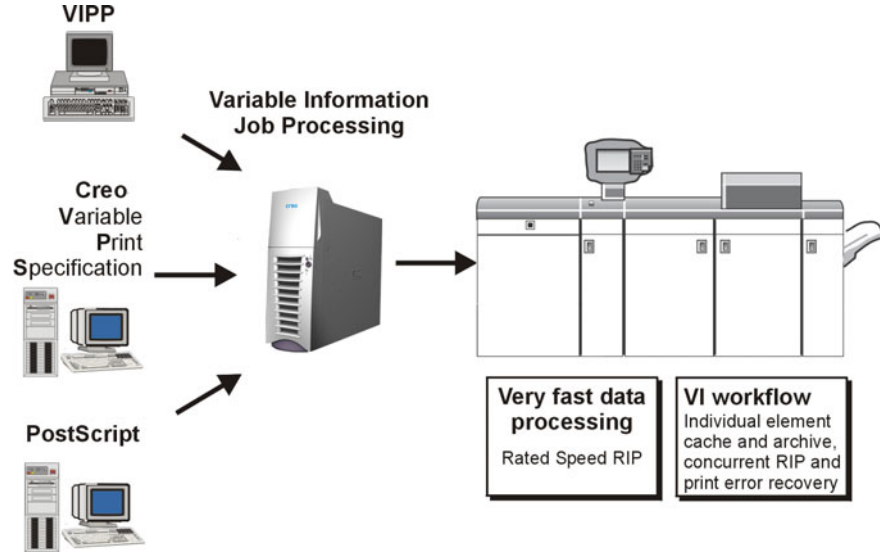 VIPP
Variable Information
Job Processing
Creo
Variable
Print
Specification
PostScript
Very fast data
processing
Rated Speed RIP
VI workflow
Individual element
cache and archive,
concurrent RIP and
print error recovery